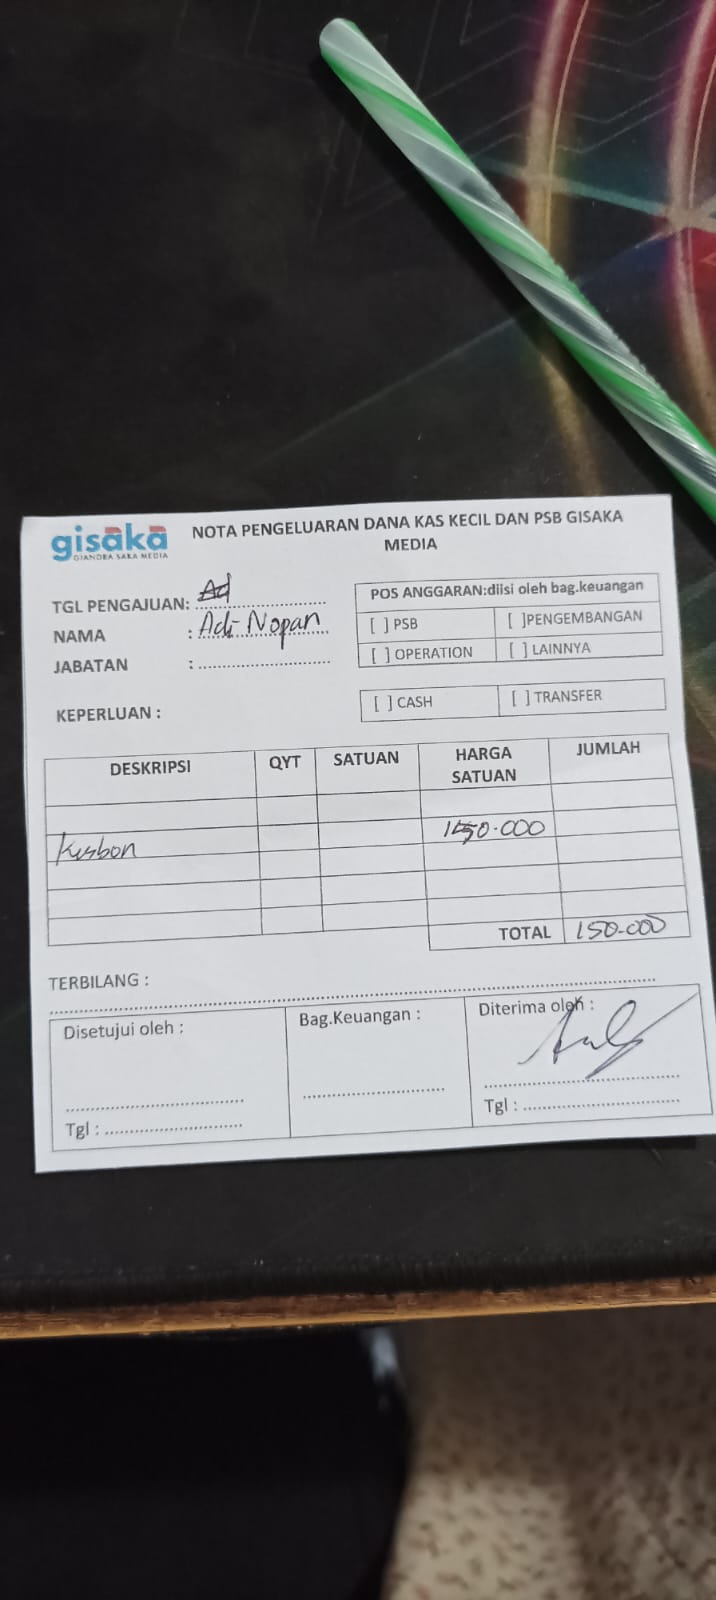 gisaka
GIANDRA SAKA MEDIA
NOTA PENGELUARAN DANA KAS KECIL DAN PSB GISAKA
MEDIA
TGL PENGAJUAN: Ad
NAMA : Adi Nopan
JABATAN :
KEPERLUAN :
POS ANGGARAN:diisi oleh bag.keuangan
[ ] PSB [ ]PENGEMBANGAN
[ ] OPERATION [ ] LAINNYA
[ ] CASH [ ] TRANSFER
DESKRIPSI QYT SATUAN HARGA SATUAN JUMLAH
Kasbon 150.000
TOTAL 150.000
TERBILANG :
Disetujui oleh :
Tgl :
Bag.Keuangan :
Diterima oleh :
Tgl :